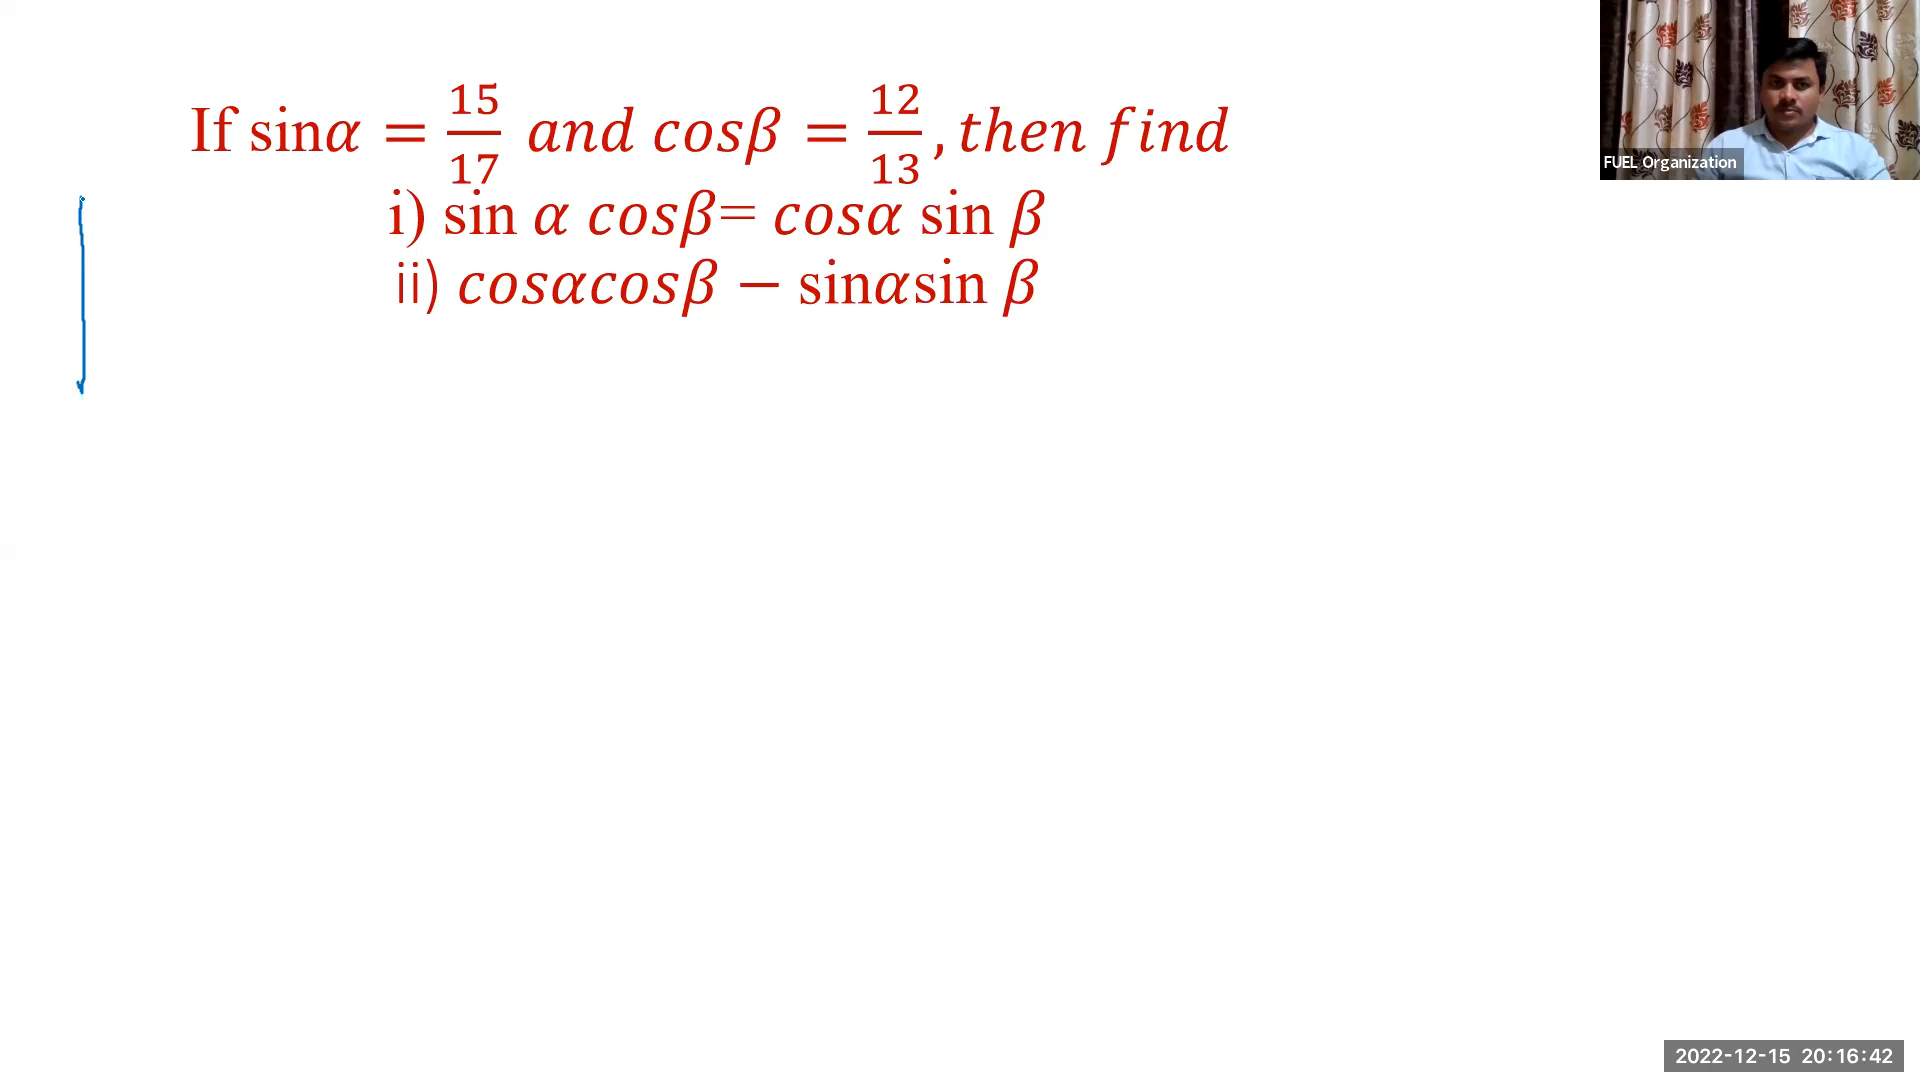 If sinα = 15/17 and cosβ = 12/13, then find
i) sin α cosβ= cosα sin β
ii) cosαcosβ − sinαsin β
FUEL Organization
2022-12-15 20:16:42